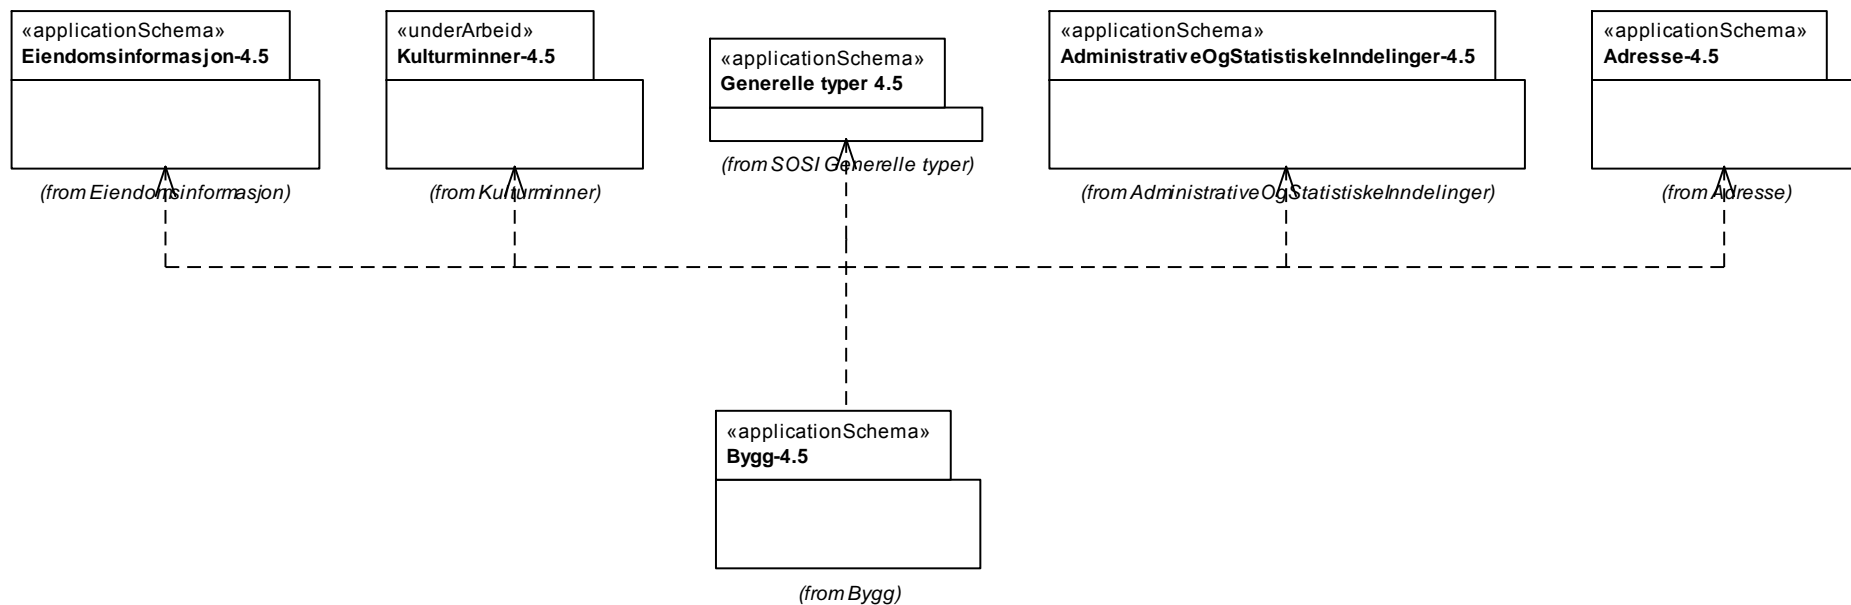 «applicationSchema»
Eiendomsinformasjon-4.5
(from Eiendomsinformasjon)
«underArbeid»
Kulturminner-4.5
(from Kulturminner)
«applicationSchema»
Generelle typer 4.5
(from SOSI Generelle typer)
«applicationSchema»
AdministrativeOgStatistiskeInndelinger-4.5
(from AdministrativeOgStatistiskeInndelinger)
«applicationSchema»
Adresse-4.5
(from Adresse)
«applicationSchema»
Bygg-4.5
(from Bygg)